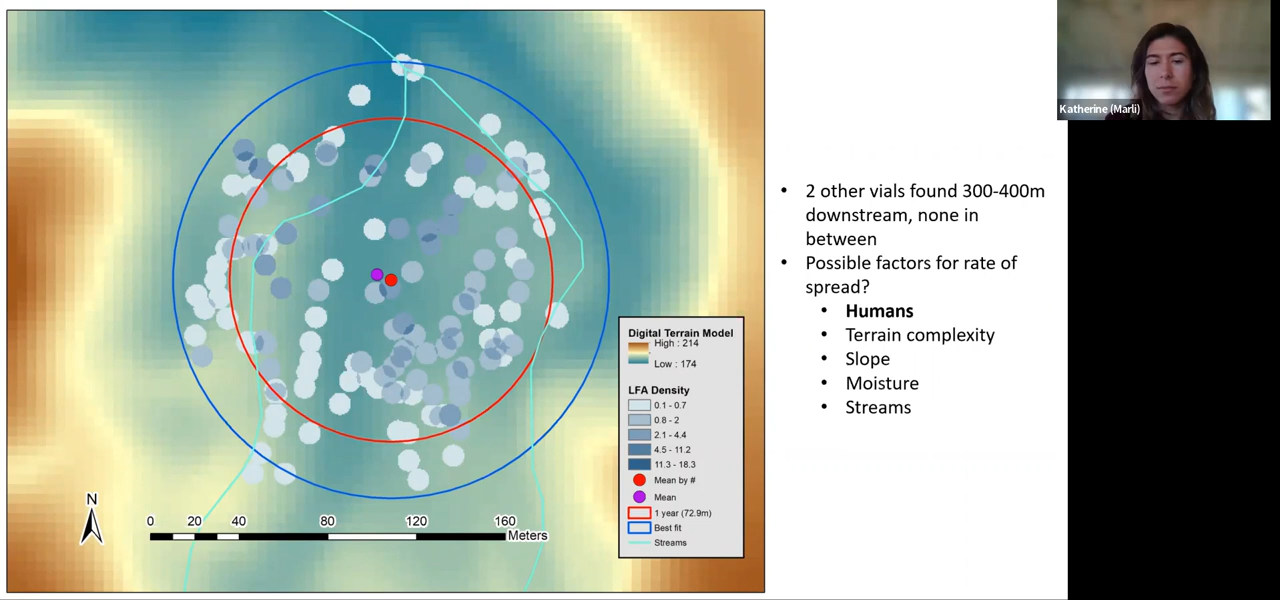 N
0 20 40 80 120 160
Meters
Digital Terrain Model
High : 214
Low : 174
LFA Density
0.1 - 0.7
0.8 - 2
2.1 - 4.4
4.5 - 11.2
11.3 - 18.3
Mean by #
Mean
1 year (72.9m)
Best fit
Streams
• 2 other vials found 300-400m
downstream, none in
between
• Possible factors for rate of
spread?
• Humans
• Terrain complexity
• Slope
• Moisture
• Streams
Katherine (Marli)